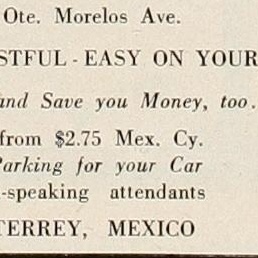 Ote. Morelos Ave.
STFUL - EASY ON YOUR
and Save you Money, too.
from $2.75 Mex. Cy.
Parking for your Car
-speaking attendants
TERREY, MEXICO